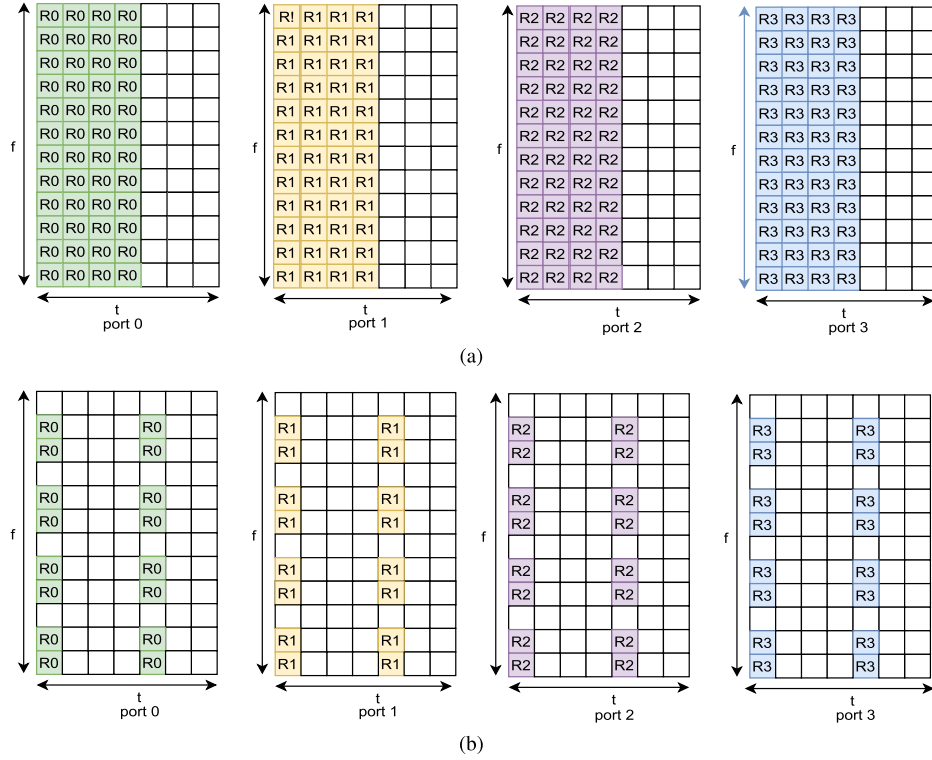 R0 R0 R0 R0 R! R1 R1 R1 R2 R2 R2 R2 R3 R3 R3 R3
R0 R0 R0 R0 R1 R1 R1 R1 R2 R2 R2 R2 R3 R3 R3 R3
R0 R0 R0 R0 R1 R1 R1 R1 R2 R2 R2 R2 R3 R3 R3 R3
R0 R0 R0 R0 R1 R1 R1 R1 R2 R2 R2 R2 R3 R3 R3 R3
R0 R0 R0 R0 R1 R1 R1 R1 R2 R2 R2 R2 R3 R3 R3 R3
R0 R0 R0 R0 R1 R1 R1 R1 R2 R2 R2 R2 R3 R3 R3 R3
f f f f
R0 R0 R0 R0 R1 R1 R1 R1 R2 R2 R2 R2 R3 R3 R3 R3
R0 R0 R0 R0 R1 R1 R1 R1 R2 R2 R2 R2 R3 R3 R3 R3
R0 R0 R0 R0 R1 R1 R1 R1 R2 R2 R2 R2 R3 R3 R3 R3
R0 R0 R0 R0 R1 R1 R1 R1 R2 R2 R2 R2 R3 R3 R3 R3
R0 R0 R0 R0 R1 R1 R1 R1 R2 R2 R2 R2 R3 R3 R3 R3
R0 R0 R0 R0 R1 R1 R1 R1 R2 R2 R2 R2 R3 R3 R3 R3
t t t t
port 0 port 1 port 2 port 3
(a)
R0 R0 R1 R1 R2 R2 R3 R3
R0 R0 R1 R1 R2 R2 R3 R3
R0 R0 R1 R1 R2 R2 R3 R3
R0 R0 R1 R1 R2 R2 R3 R3
f f f f
R0 R0 R1 R1 R2 R2 R3 R3
R0 R0 R1 R1 R2 R2 R3 R3
R0 R0 R1 R1 R2 R2 R3 R3
R0 R0 R1 R1 R2 R2 R3 R3
t t t t
port 0 port 1 port 2 port 3
(b)